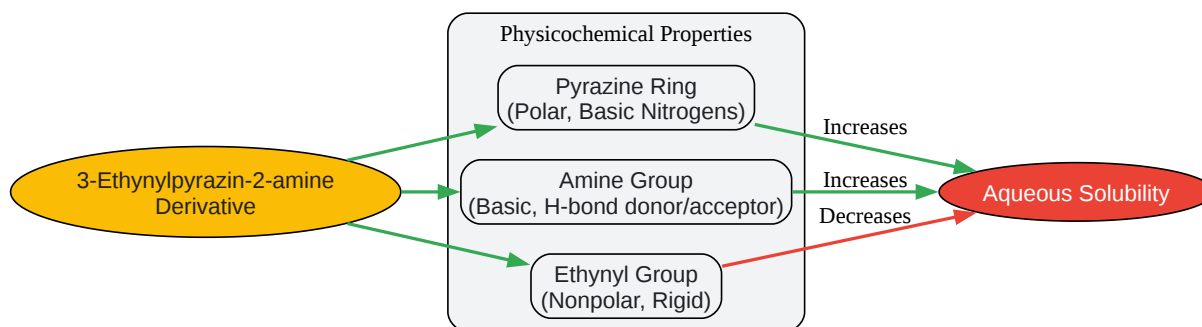 Physicochemical Properties
3-Ethynylpyrazin-2-amine
Derivative
Pyrazine Ring
(Polar, Basic Nitrogens)
Amine Group
(Basic, H-bond donor/acceptor)
Ethynyl Group
(Nonpolar, Rigid)
Increases
Increases
Decreases
Aqueous Solubility